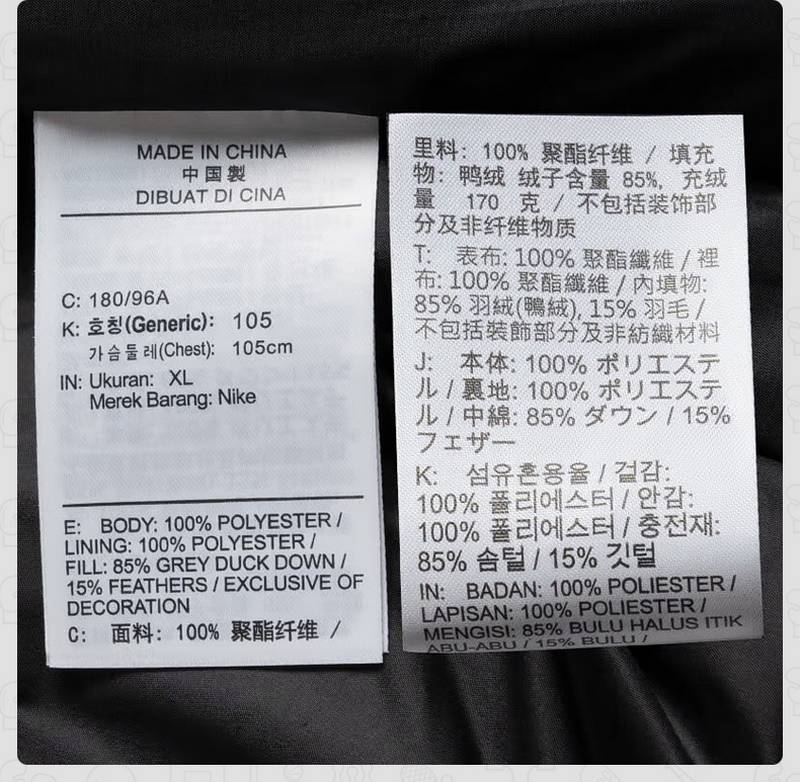 MADE IN CHINA
中国製
DIBUAT DI CINA
C: 180/96A
K: 호칭(Generic): 105
가슴둘레(Chest): 105cm
IN: Ukuran: XL
Merek Barang: Nike
E: BODY: 100% POLYESTER /
LINING: 100% POLYESTER /
FILL: 85% GREY DUCK DOWN /
15% FEATHERS / EXCLUSIVE OF
DECORATION
C: 面料: 100% 聚酯纤维 /
里料: 100% 聚酯纤维 / 填充
物: 鸭绒 绒子含量 85%, 充绒
量 170 克 / 不包括装饰部
分及非纤维物质
T: 表布: 100% 聚酯纖維 / 裡
布: 100% 聚酯纖維 / 內填物:
85% 羽絨(鴨絨), 15% 羽毛 /
不包括裝飾部分及非紡織材料
J: 本体: 100% ポリエステ
ル / 裏地: 100% ポリエステ
ル / 中綿: 85% ダウン / 15%
フェザー
K: 섬유혼용율 / 겉감:
100% 폴리에스터 / 안감:
100% 폴리에스터 / 충전재:
85% 솜털 / 15% 깃털
IN: BADAN: 100% POLIESTER /
LAPISAN: 100% POLIESTER /
MENGISI: 85% BULU HALUS ITIK
ABU-ABU / 15% BULU /